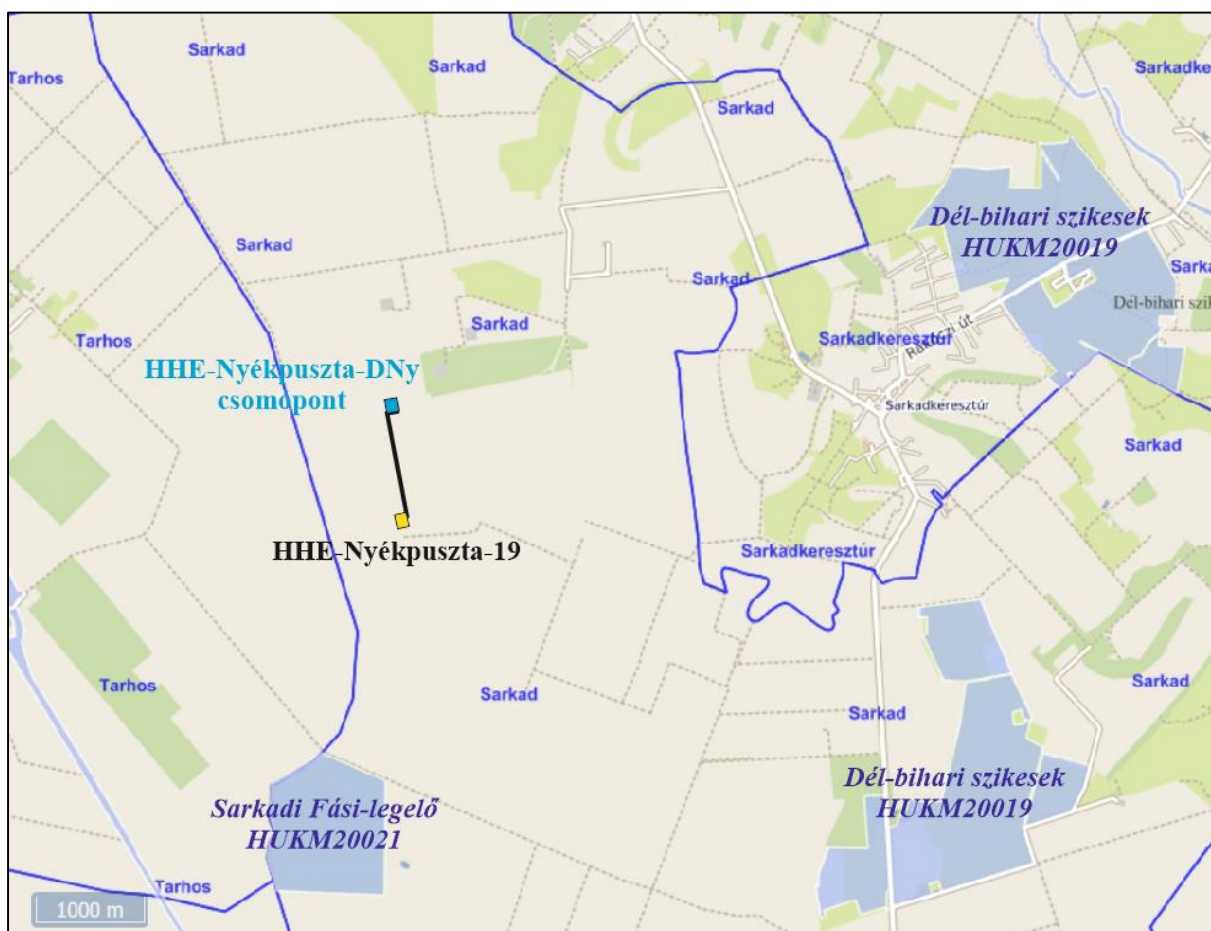 Sarkad
Tarhos
Sarkad
Sarkadke
Sarkad
Dél-bihari szikesek
HUKM20019
Sarkad
Sarkad
Sarka
Dél-bihari szik
Tarhos
Sarkad
Sarkadkeresztúr
Rákóczi út
HHE-Nyékpuszta-DNy
csomópont
Sarkadkeresztúr
Sarkad
HHE-Nyékpuszta-19
Sarkadkeresztúr
Tarhos
Sarkad
Sarkad
Sarkad
Dél-bihari szikesek
HUKM20019
Sarkadi Fási-legelő
HUKM20021
Tarhos
1000 m